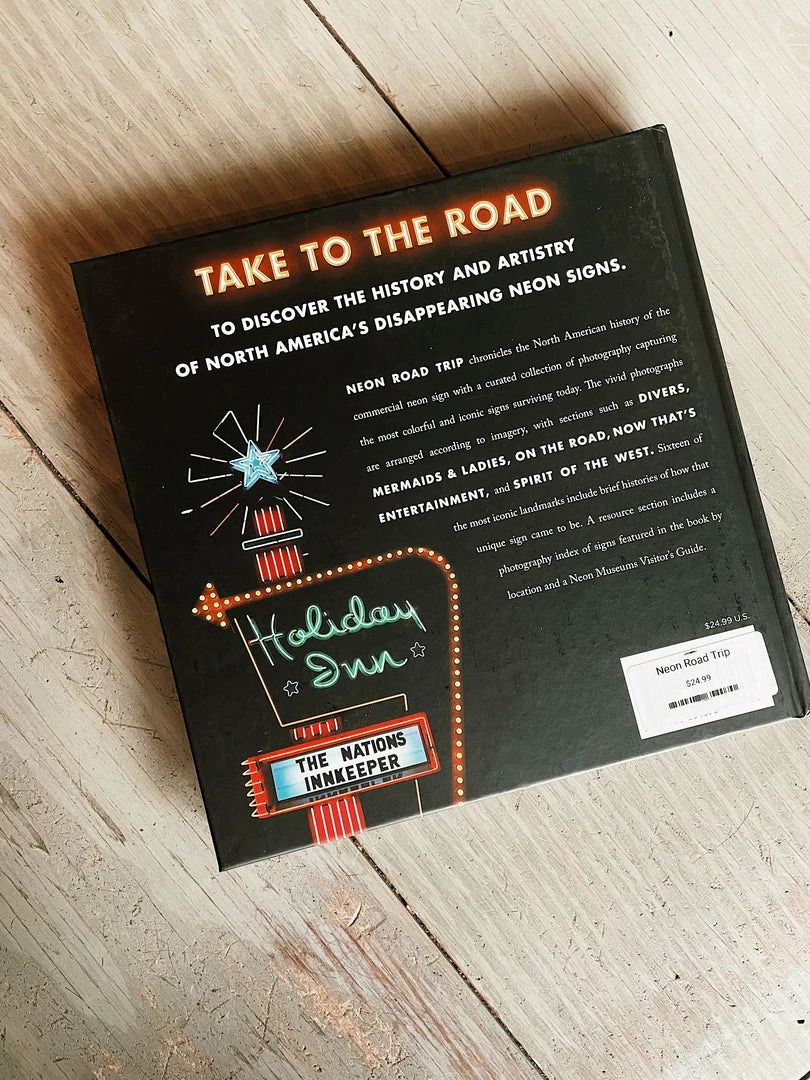 TAKE TO THE ROAD
TO DISCOVER THE HISTORY AND ARTISTRY
OF NORTH AMERICA'S DISAPPEARING NEON SIGNS.
NEON ROAD TRIP chronicles the North American history of the
commercial neon sign with a curated collection of photography capturing
the most colorful and iconic signs surviving today. The vivid photographs
are arranged according to imagery, with sections such as DIVERS,
MERMAIDS & LADIES, ON THE ROAD, NOW THAT'S
ENTERTAINMENT, and SPIRIT OF THE WEST. Sixteen of
the most iconic landmarks include brief histories of how that
unique sign came to be. A resource section includes a
photography index of signs featured in the book by
location and a Neon Museums Visitor's Guide.
Holiday
Inn
THE NATIONS
INNKEEPER
$24.99 U.S.
Neon Road Trip
$24.99